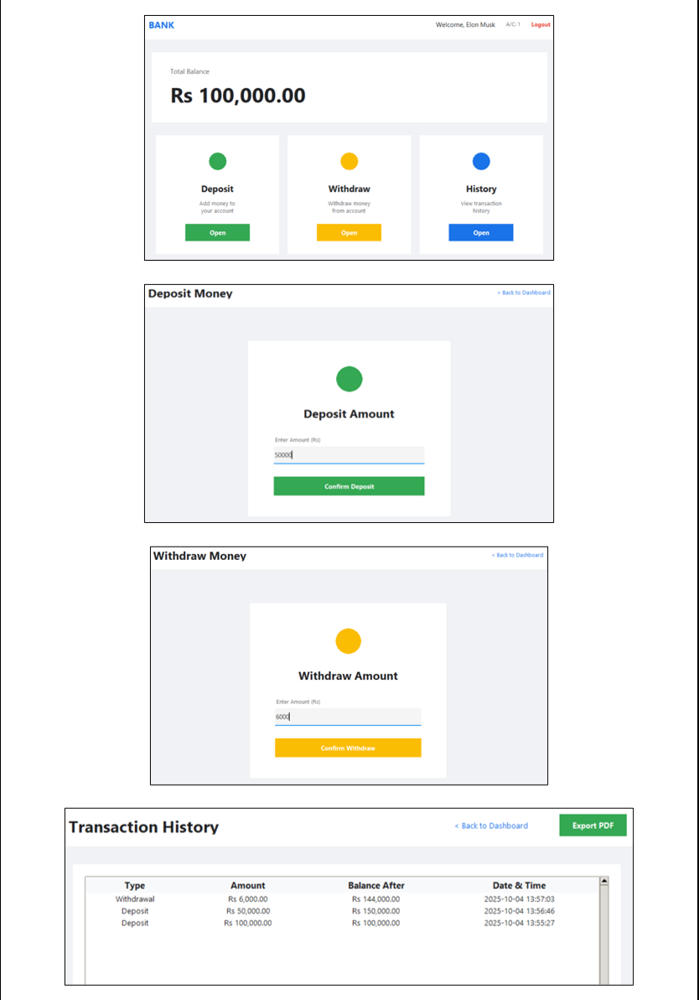 BANK
Welcome, Elon Musk A/C: 1 Logout
Total Balance
Rs 100,000.00
Deposit
Add money to
your account
Open
Withdraw
Withdraw money
from account
Open
History
View transaction
history
Open
Deposit Money
< Back to Dashboard
Deposit Amount
Enter Amount (Rs)
50000
Confirm Deposit
Withdraw Money
< Back to Dashboard
Withdraw Amount
Enter Amount (Rs)
6000
Confirm Withdraw
Transaction History
< Back to Dashboard
Export PDF
Type Amount Balance After Date & Time
Withdrawal Rs 6,000.00 Rs 144,000.00 2025-10-04 13:57:03
Deposit Rs 50,000.00 Rs 150,000.00 2025-10-04 13:56:46
Deposit Rs 100,000.00 Rs 100,000.00 2025-10-04 13:55:27